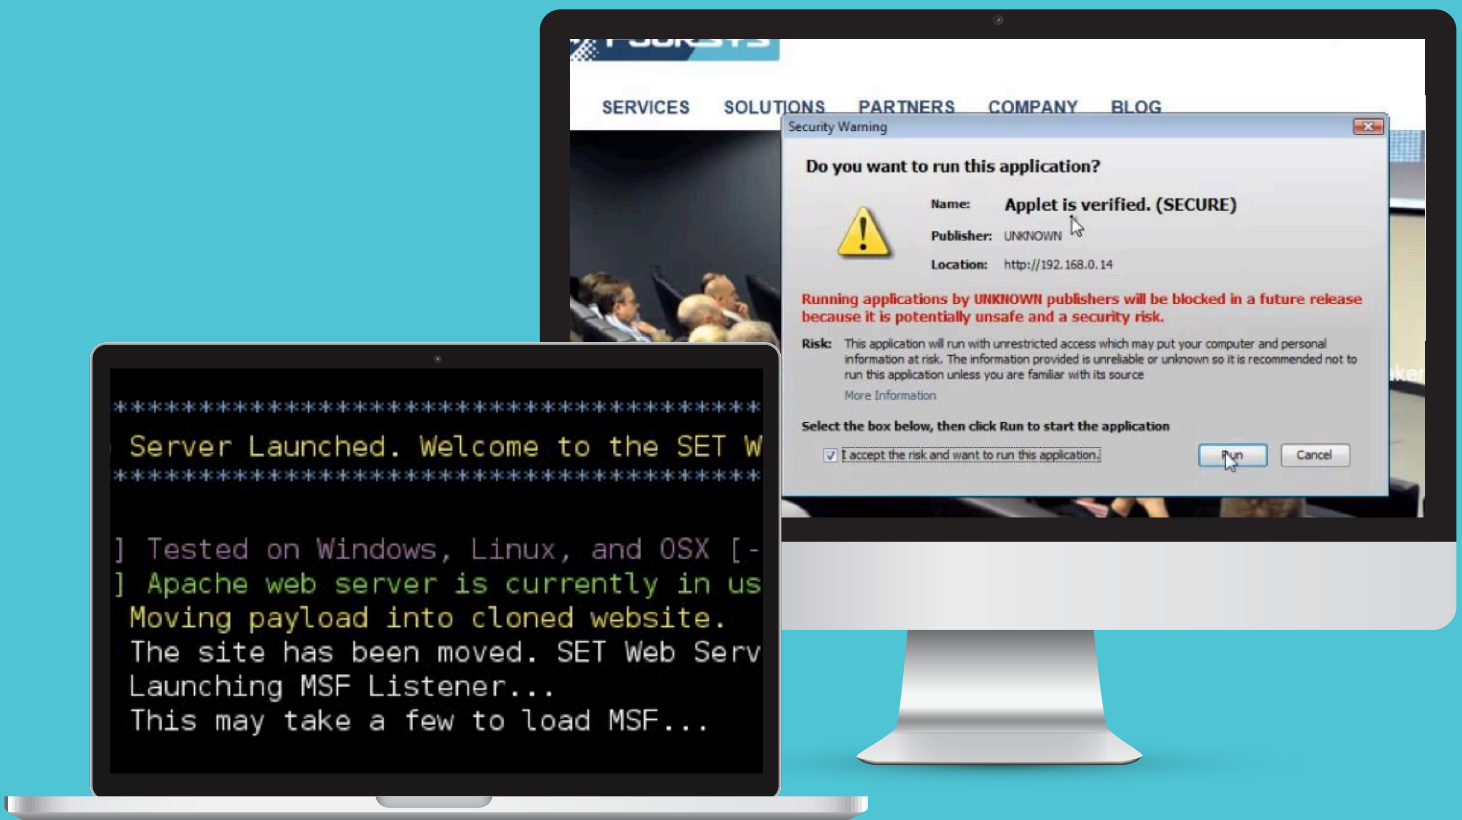 SERVICES SOLUTIONS PARTNERS COMPANY BLOG
Security Warning
Do you want to run this application?
Name: Applet is verified. (SECURE)
Publisher: UNKNOWN
Location: http://192.168.0.14
Running applications by UNKNOWN publishers will be blocked in a future release
because it is potentially unsafe and a security risk.
Risk: This application will run with unrestricted access which may put your computer and personal
information at risk. The information provided is unreliable or unknown so it is recommended not to
run this application unless you are familiar with its source
More Information
Select the box below, then click Run to start the application
I accept the risk and want to run this application.
Run Cancel
*****************************************
Server Launched. Welcome to the SET W
*****************************************
] Tested on Windows, Linux, and OSX [-
] Apache web server is currently in us
Moving payload into cloned website.
The site has been moved. SET Web Serv
Launching MSF Listener...
This may take a few to load MSF...